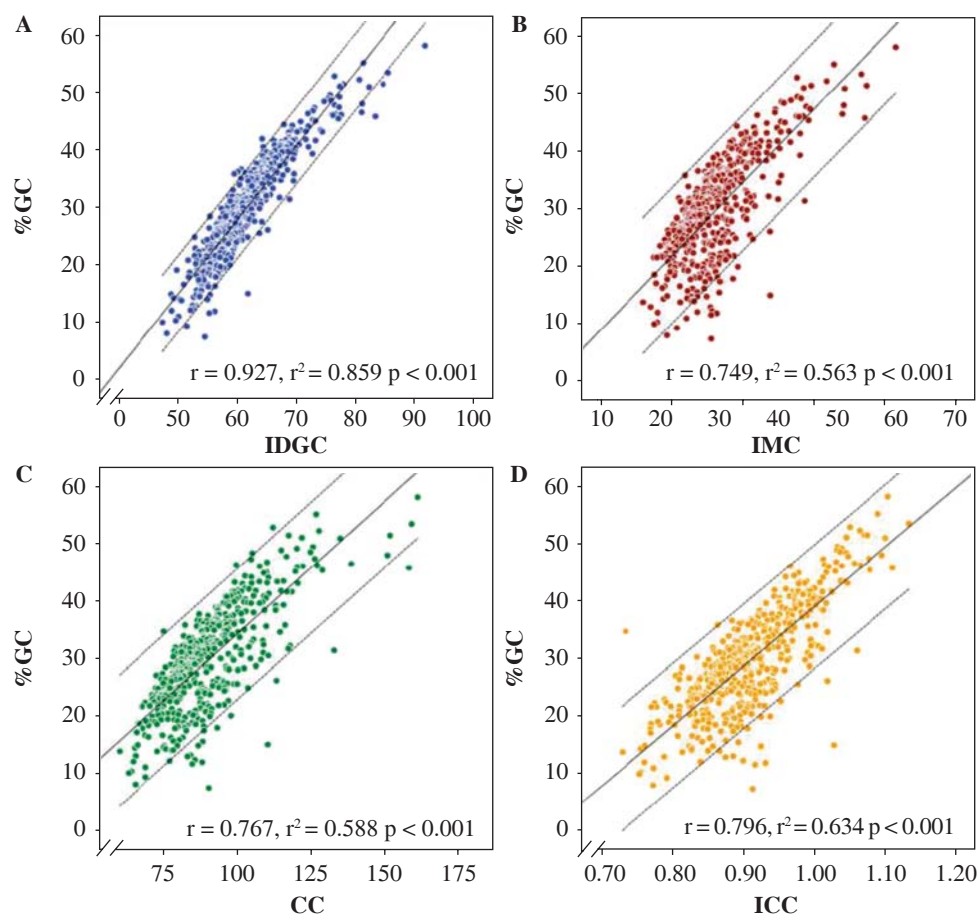 A
60
50
40
30
20
10
0
%GC
r = 0.927, r² = 0.859 p < 0.001
0 50 60 70 80 90 100
IDGC
B
60
50
40
30
20
10
0
%GC
r = 0.749, r² = 0.563 p < 0.001
10 20 30 40 50 60 70
IMC
C
60
50
40
30
20
10
0
%GC
r = 0.767, r² = 0.588 p < 0.001
75 100 125 150 175
CC
D
60
50
40
30
20
10
0
%GC
r = 0.796, r² = 0.634 p < 0.001
0.70 0.80 0.90 1.00 1.10 1.20
ICC